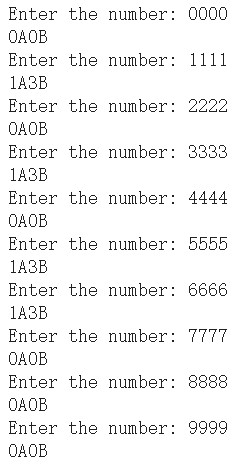 Enter the number: 0000
0A0B
Enter the number: 1111
1A3B
Enter the number: 2222
0A0B
Enter the number: 3333
1A3B
Enter the number: 4444
0A0B
Enter the number: 5555
1A3B
Enter the number: 6666
1A3B
Enter the number: 7777
0A0B
Enter the number: 8888
0A0B
Enter the number: 9999
0A0B